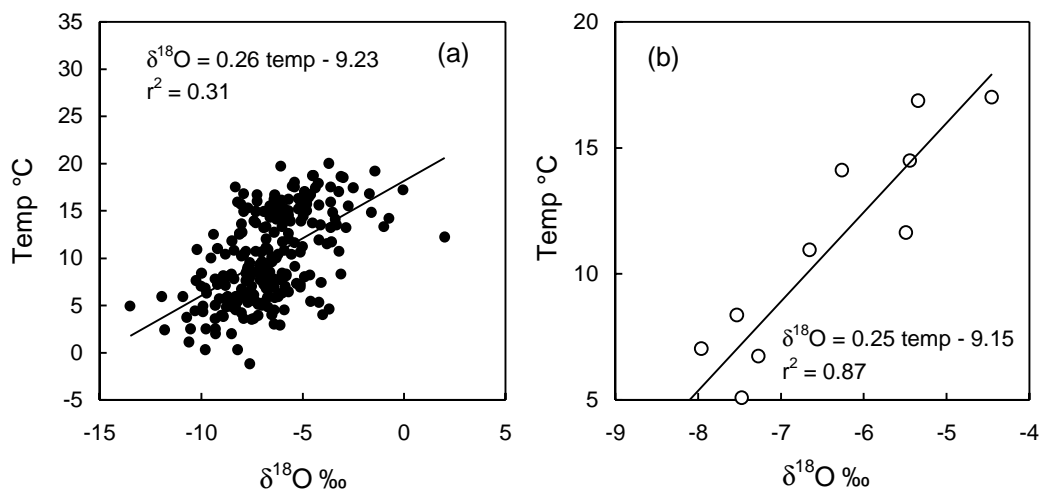 35
30
25
20
15
10
5
0
-5
Temp °C
δ¹⁸O = 0.26 temp - 9.23
r² = 0.31
(a)
-15 -10 -5 0 5
δ¹⁸O ‰
20
15
10
5
Temp °C
(b)
δ¹⁸O = 0.25 temp - 9.15
r² = 0.87
-9 -8 -7 -6 -5 -4
δ¹⁸O ‰